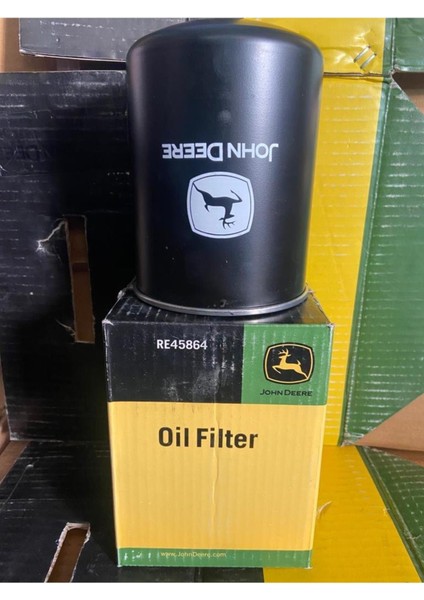 JOHN DEERE
RE45864
JOHN DEERE
Oil Filter
www.JohnDeere.com